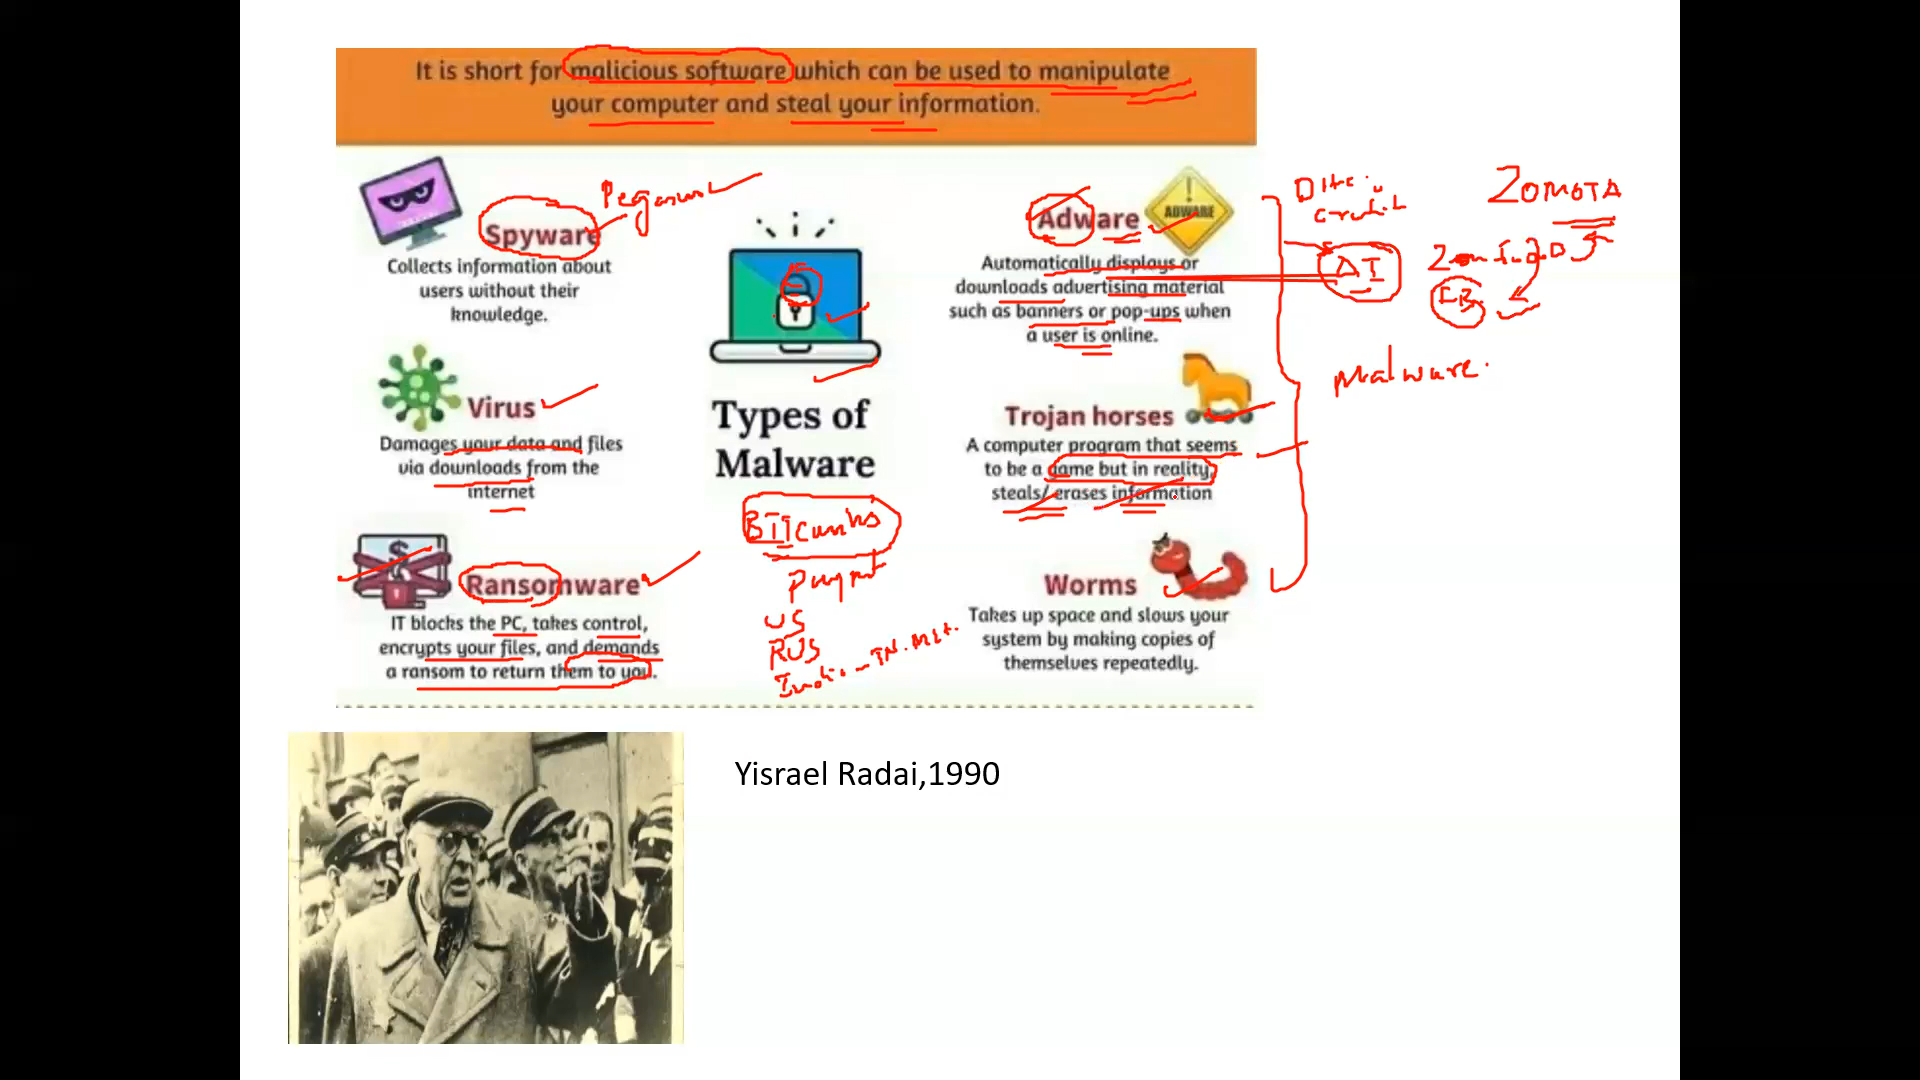 It is short for malicious software which can be used to manipulate
your computer and steal your information.
Spyware
Pegasus
Collects information about
users without their
knowledge.
Virus
Damages your data and files
via downloads from the
internet
Ransomware
IT blocks the PC, takes control,
encrypts your files, and demands
a ransom to return them to you.
Types of
Malware
US
RUS
Adware
ADWARE
Automatically displays or
downloads advertising material
such as banners or pop-ups when
a user is online.
Trojan horses
A computer program that seems
to be a game but in reality,
steals/ erases information
Worms
Takes up space and slows your
system by making copies of
themselves repeatedly.
ZOMOTA
AI
Malware.
Yisrael Radai,1990